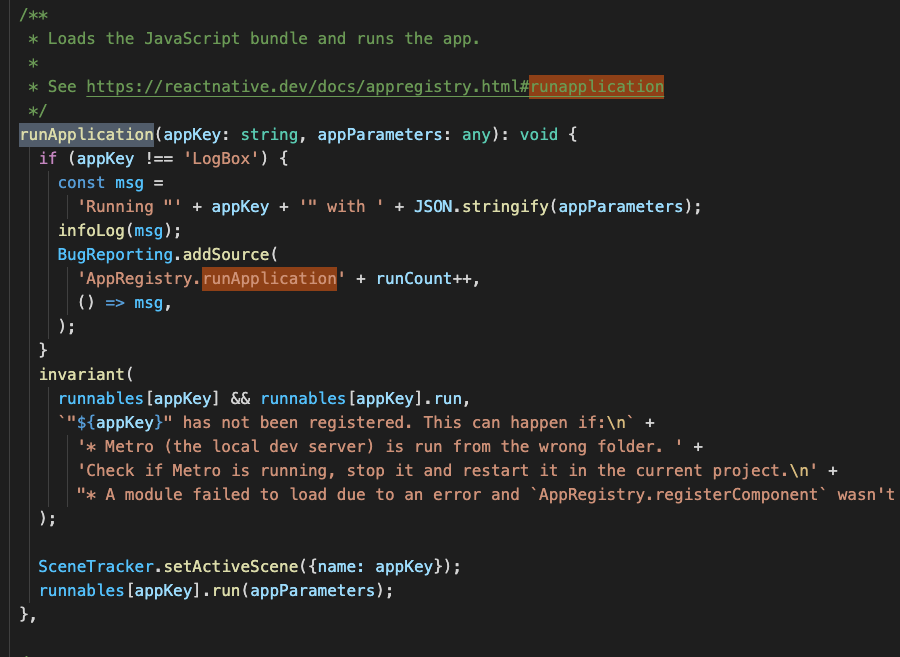 /**
 * Loads the JavaScript bundle and runs the app.
 *
 * See https://reactnative.dev/docs/appregistry.html#runapplication
 */
runApplication(appKey: string, appParameters: any): void {
  if (appKey !== 'LogBox') {
    const msg =
      'Running "' + appKey + '" with ' + JSON.stringify(appParameters);
    infoLog(msg);
    BugReporting.addSource(
      'AppRegistry.runApplication' + runCount++,
      () => msg,
    );
  }
  invariant(
    runnables[appKey] && runnables[appKey].run,
    `"${appKey}" has not been registered. This can happen if:\n` +
      '* Metro (the local dev server) is run from the wrong folder. ' +
      'Check if Metro is running, stop it and restart it in the current project.\n' +
      "* A module failed to load due to an error and `AppRegistry.registerComponent` wasn't
  );

  SceneTracker.setActiveScene({name: appKey});
  runnables[appKey].run(appParameters);
},